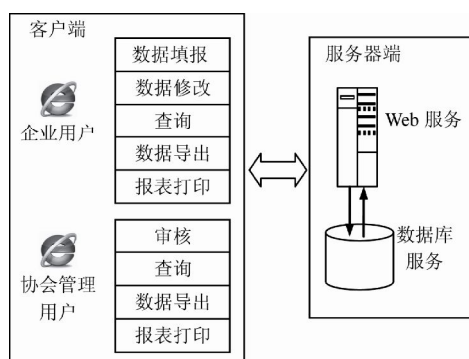 客户端
数据填报
数据修改
查询
数据导出
报表打印
企业用户
审核
查询
数据导出
报表打印
协会管理
用户
服务器端
Web 服务
数据库
服务